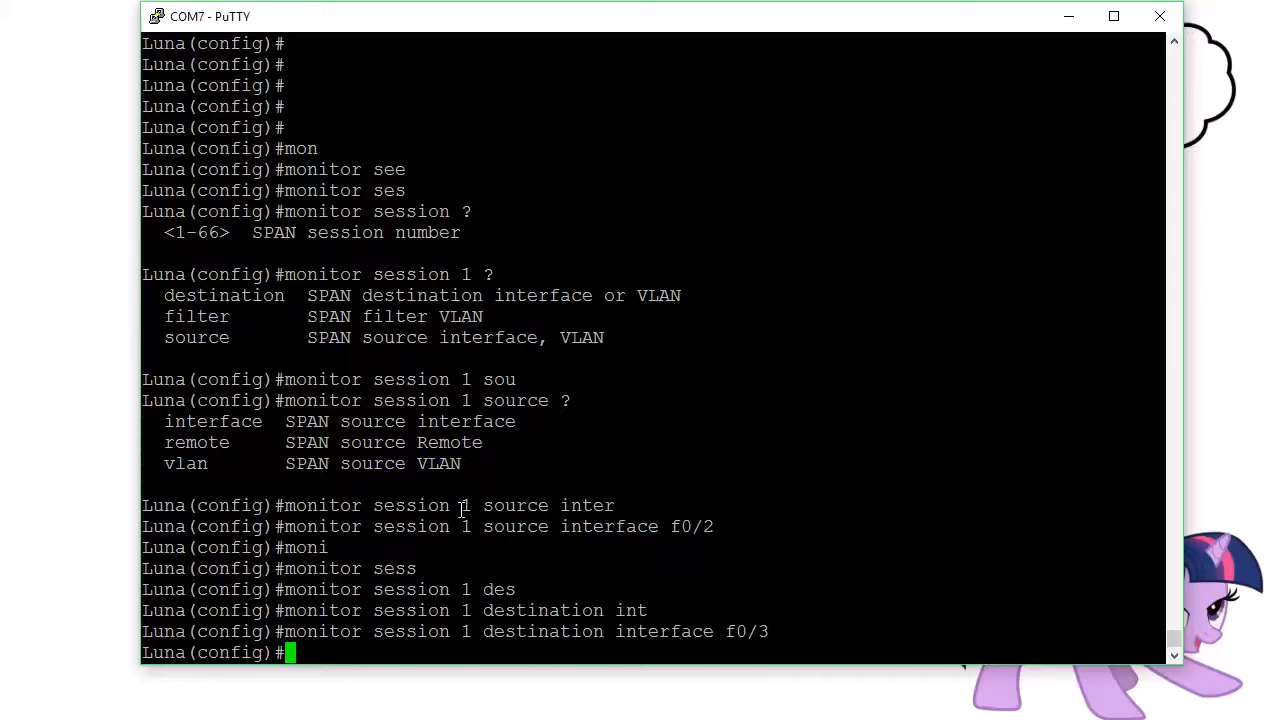 COM7 - PuTTY
Luna(config)#
Luna(config)#
Luna(config)#
Luna(config)#
Luna(config)#
Luna(config)#mon
Luna(config)#monitor see
Luna(config)#monitor ses
Luna(config)#monitor session ?
  <1-66>  SPAN session number

Luna(config)#monitor session 1 ?
  destination  SPAN destination interface or VLAN
  filter       SPAN filter VLAN
  source       SPAN source interface, VLAN

Luna(config)#monitor session 1 sou
Luna(config)#monitor session 1 source ?
  interface  SPAN source interface
  remote     SPAN source Remote
  vlan       SPAN source VLAN

Luna(config)#monitor session 1 source inter
Luna(config)#monitor session 1 source interface f0/2
Luna(config)#moni
Luna(config)#monitor sess
Luna(config)#monitor session 1 des
Luna(config)#monitor session 1 destination int
Luna(config)#monitor session 1 destination interface f0/3
Luna(config)#